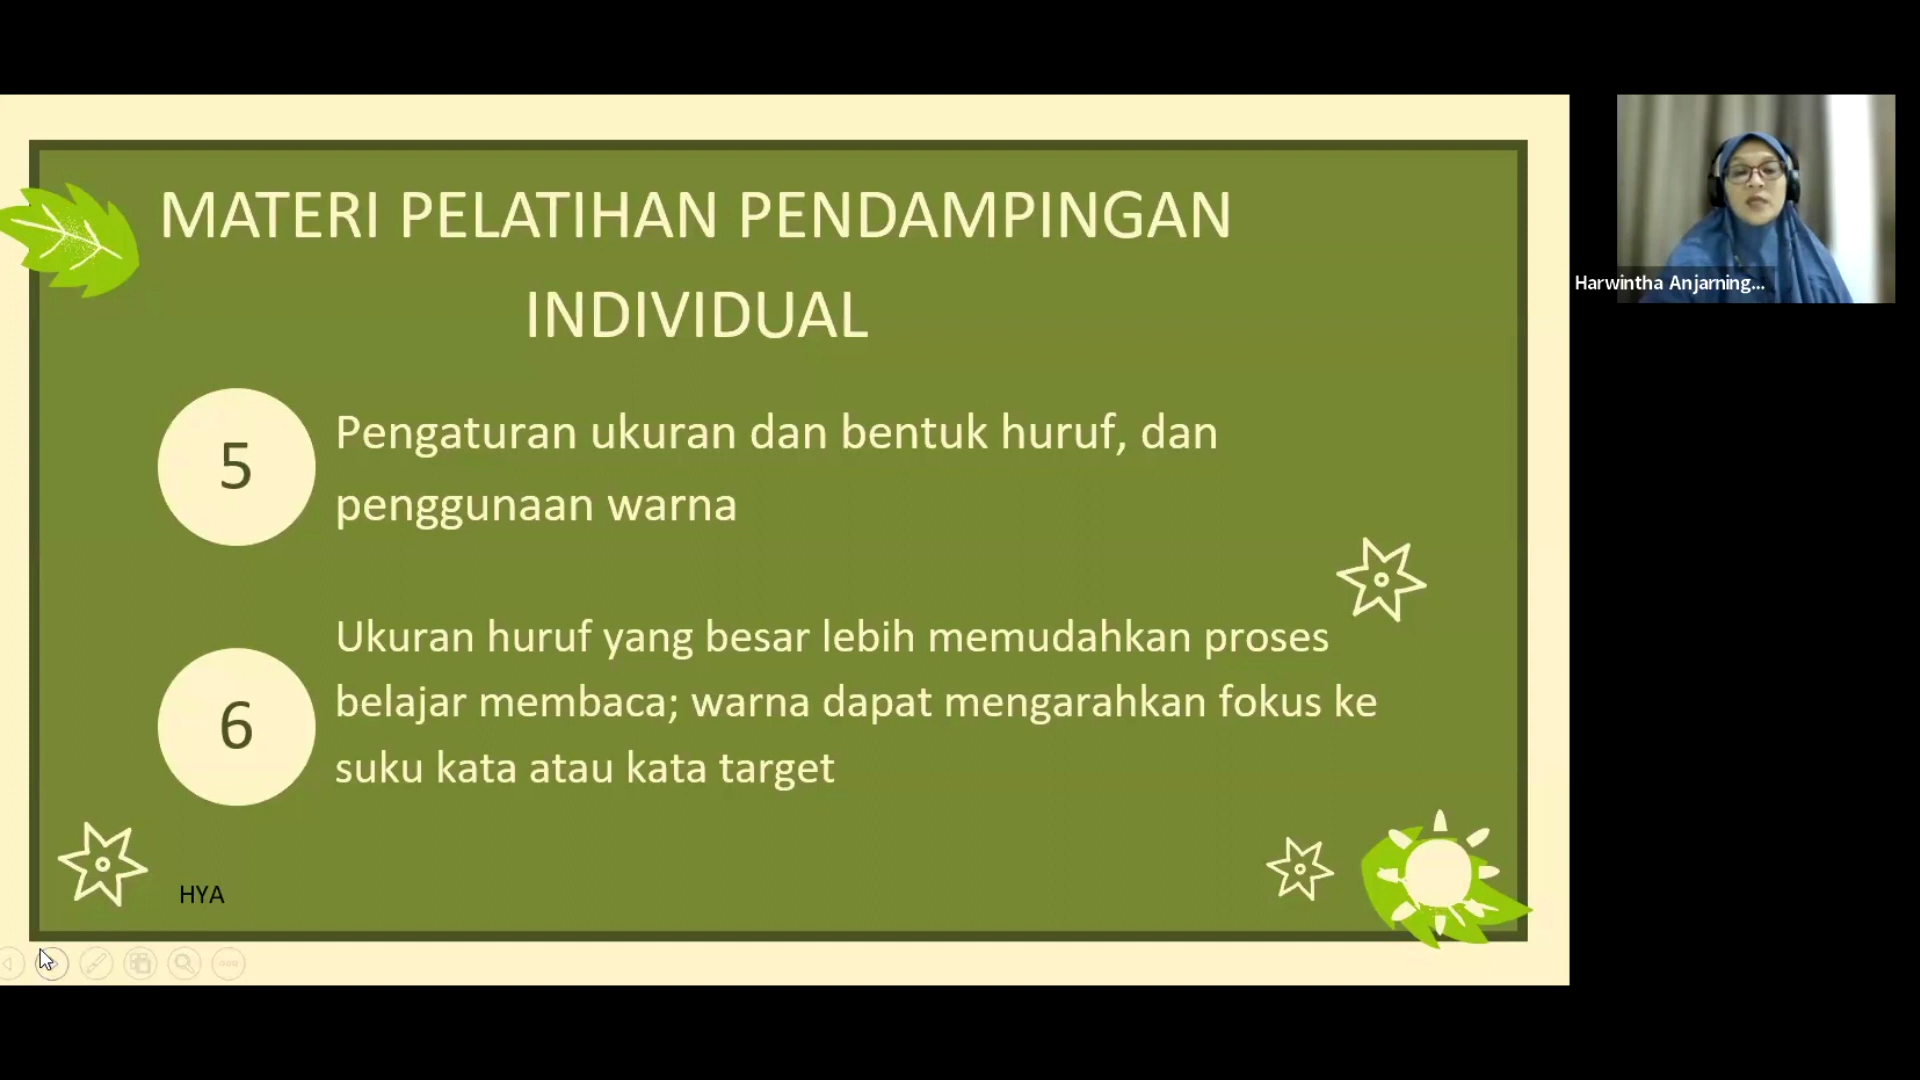 MATERI PELATIHAN PENDAMPINGAN
INDIVIDUAL
5
Pengaturan ukuran dan bentuk huruf, dan
penggunaan warna
6
Ukuran huruf yang besar lebih memudahkan proses
belajar membaca; warna dapat mengarahkan fokus ke
suku kata atau kata target
HYA
Harwintha Anjarning...